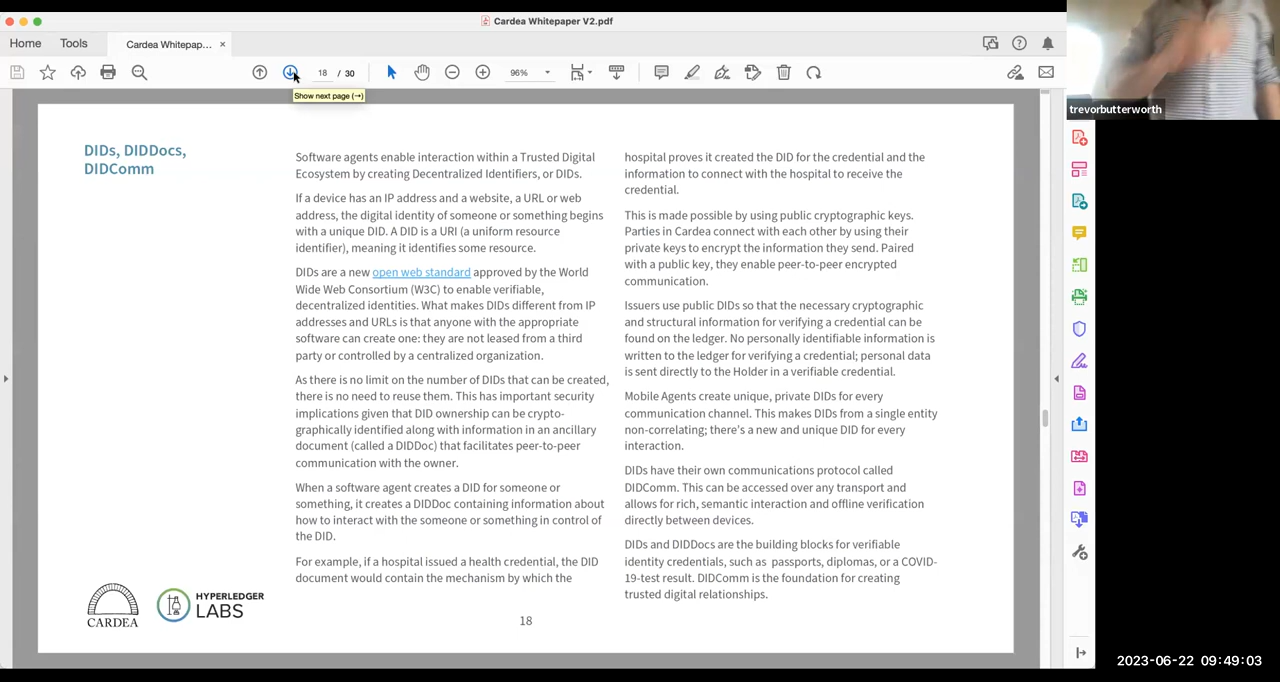 Cardea Whitepaper V2.pdf
Home
Tools
Cardea Whitepap...
×
18 / 30
96%
Show next page (→)
trevorbutterworth
DIDs, DIDDocs,
DIDComm
Software agents enable interaction within a Trusted Digital
Ecosystem by creating Decentralized Identifiers, or DIDs.
If a device has an IP address and a website, a URL or web
address, the digital identity of someone or something begins
with a unique DID. A DID is a URI (a uniform resource
identifier), meaning it identifies some resource.
DIDs are a new open web standard approved by the World
Wide Web Consortium (W3C) to enable verifiable,
decentralized identities. What makes DIDs different from IP
addresses and URLs is that anyone with the appropriate
software can create one: they are not leased from a third
party or controlled by a centralized organization.
As there is no limit on the number of DIDs that can be created,
there is no need to reuse them. This has important security
implications given that DID ownership can be crypto-
graphically identified along with information in an ancillary
document (called a DIDDoc) that facilitates peer-to-peer
communication with the owner.
When a software agent creates a DID for someone or
something, it creates a DIDDoc containing information about
how to interact with the someone or something in control of
the DID.
For example, if a hospital issued a health credential, the DID
document would contain the mechanism by which the
hospital proves it created the DID for the credential and the
information to connect with the hospital to receive the
credential.
This is made possible by using public cryptographic keys.
Parties in Cardea connect with each other by using their
private keys to encrypt the information they send. Paired
with a public key, they enable peer-to-peer encrypted
communication.
Issuers use public DIDs so that the necessary cryptographic
and structural information for verifying a credential can be
found on the ledger. No personally identifiable information is
written to the ledger for verifying a credential; personal data
is sent directly to the Holder in a verifiable credential.
Mobile Agents create unique, private DIDs for every
communication channel. This makes DIDs from a single entity
non-correlating; there's a new and unique DID for every
interaction.
DIDs have their own communications protocol called
DIDComm. This can be accessed over any transport and
allows for rich, semantic interaction and offline verification
directly between devices.
DIDs and DIDDocs are the building blocks for verifiable
identity credentials, such as passports, diplomas, or a COVID-
19-test result. DIDComm is the foundation for creating
trusted digital relationships.
CARDEA
HYPERLEDGER
LABS
18
2023-06-22 09:49:03